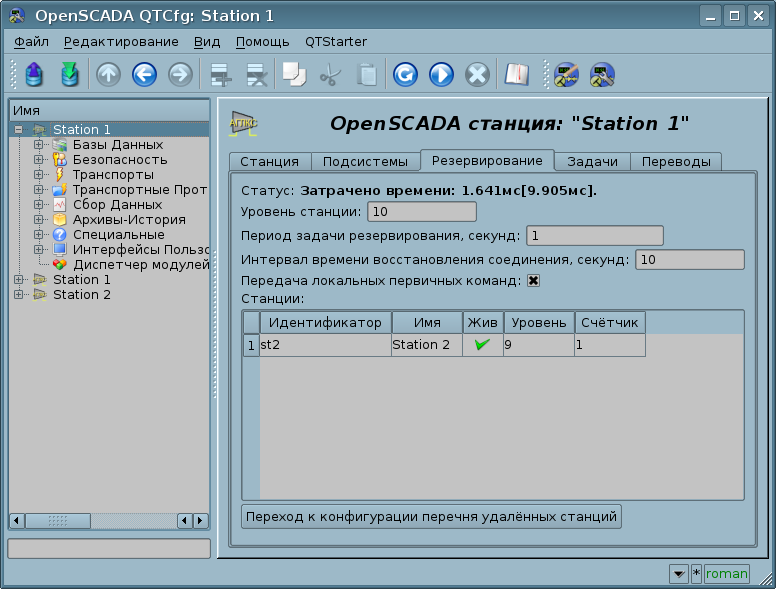 OpenSCADA QTCfg: Station 1
Файл Редактирование Вид Помощь QTStarter
Имя
Station 1
Базы Данных
Безопасность
Транспорты
Транспортные Прот
Сбор Данных
Архивы-История
Специальные
Интерфейсы Пользо
Диспетчер модулей
Station 1
Station 2
АГЛКС
OpenSCADA станция: "Station 1"
Станция Подсистемы Резервирование Задачи Переводы
Статус: Затрачено времени: 1.641мс[9.905мс].
Уровень станции: 10
Период задачи резервирования, секунд: 1
Интервал времени восстановления соединения, секунд: 10
Передача локальных первичных команд:
Станции:
Идентификатор Имя Жив Уровень Счётчик
1 st2 Station 2 9 1
Переход к конфигурации перечня удалённых станций
* roman